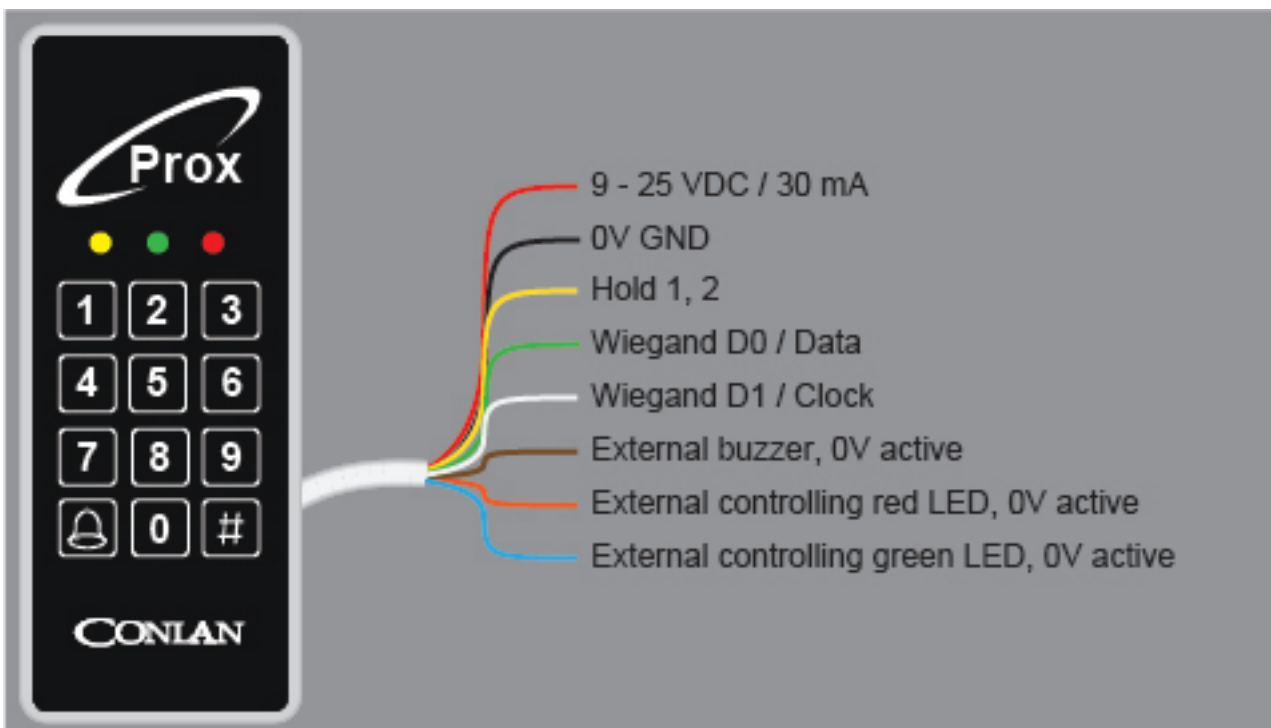 Prox
1 2 3
4 5 6
7 8 9
0 #
CONLAN
9 - 25 VDC / 30 mA
0V GND
Hold 1, 2
Wiegand D0 / Data
Wiegand D1 / Clock
External buzzer, 0V active
External controlling red LED, 0V active
External controlling green LED, 0V active